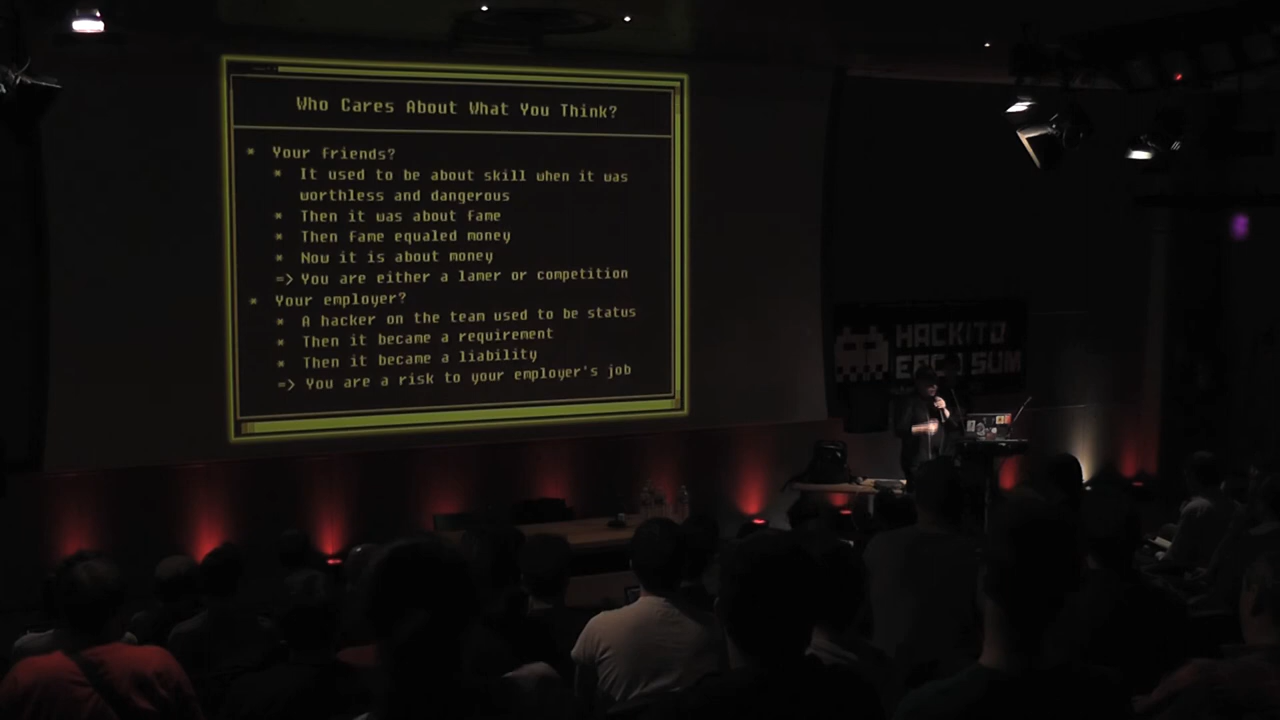 Who Cares About What You Think?
* Your friends?
* It used to be about skill when it was
worthless and dangerous
* Then it was about fame
* Then fame equaled money
* Now it is about money
=> You are either a lamer or competition
* Your employer?
* A hacker on the team used to be status
* Then it became a requirement
* Then it became a liability
=> You are a risk to your employer's job
HACKITO